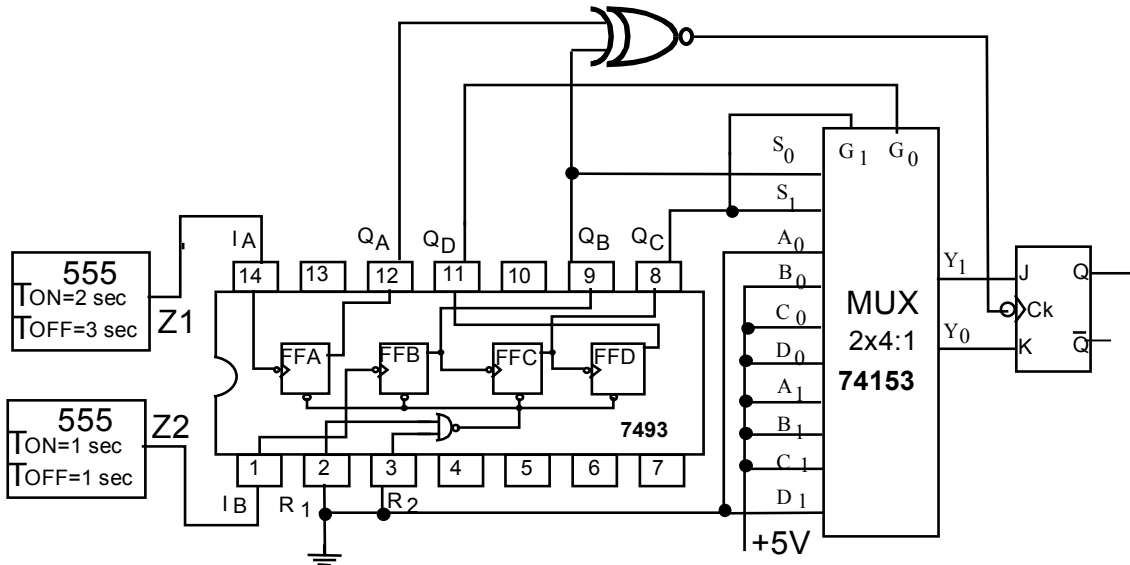 S0
G1 G0
S1
IA QA QD QB QC
A0
555
TON=2 sec
TOFF=3 sec
Z1
14 13 12 11 10 9 8
B0
Y1 J Q
MUX
C0
Ck
2x4:1
Y0
D0
K Q
74153
FFA FFB FFC FFD
A1
555
TON=1 sec
TOFF=1 sec
Z2
7493
B1
1 2 3 4 5 6 7
C1
IB R1 R2
D1
+5V